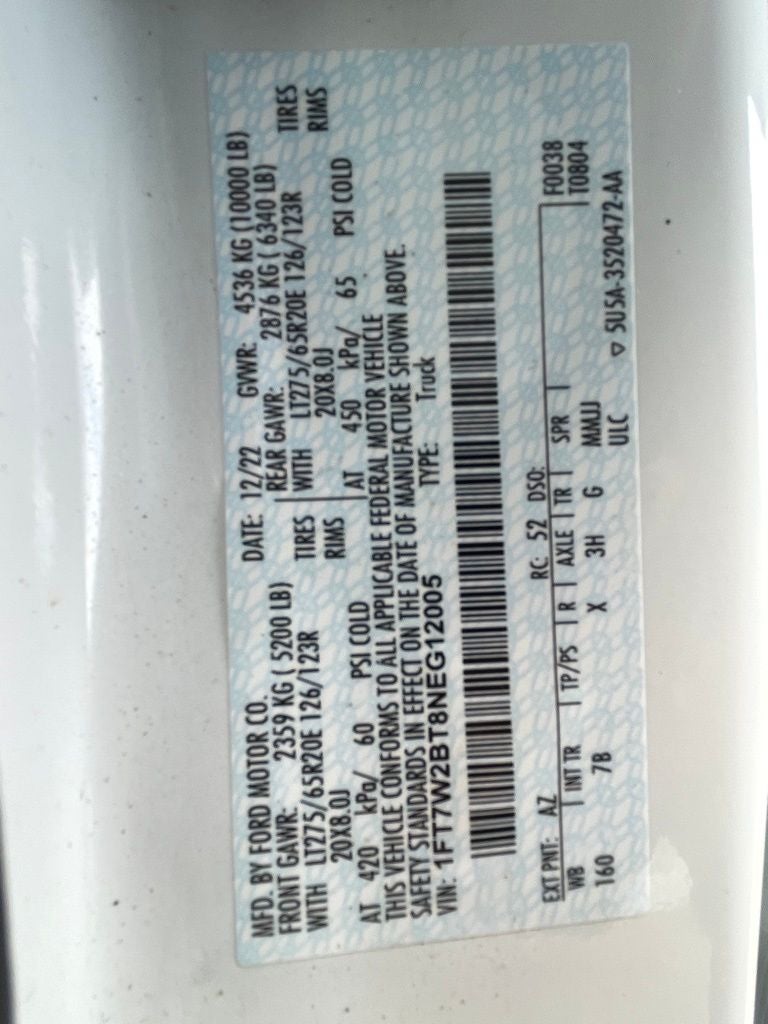 MFD. BY FORD MOTOR CO. DATE: 12/22 GVWR: 4536 KG (10000 LB)
FRONT GAWR: 2359 KG ( 5200 LB) REAR GAWR: 2876 KG ( 6340 LB)
WITH LT275/65R20E 126/123R TIRES WITH LT275/65R20E 126/123R TIRES
20X8.0J RIMS 20X8.0J RIMS
AT 420 kPa/ 60 PSI COLD AT 450 kPa/ 65 PSI COLD
THIS VEHICLE CONFORMS TO ALL APPLICABLE FEDERAL MOTOR VEHICLE
SAFETY STANDARDS IN EFFECT ON THE DATE OF MANUFACTURE SHOWN ABOVE.
VIN: 1FT7W2BT8NEG12005 TYPE: Truck
EXT PNT: AZ RC: 52 DSO: F0038
WB INT TR TP/PS R AXLE TR SPR T0804
160 7B X 3H G MMJJ
ULC ▽ 5U5A-3520472-AA